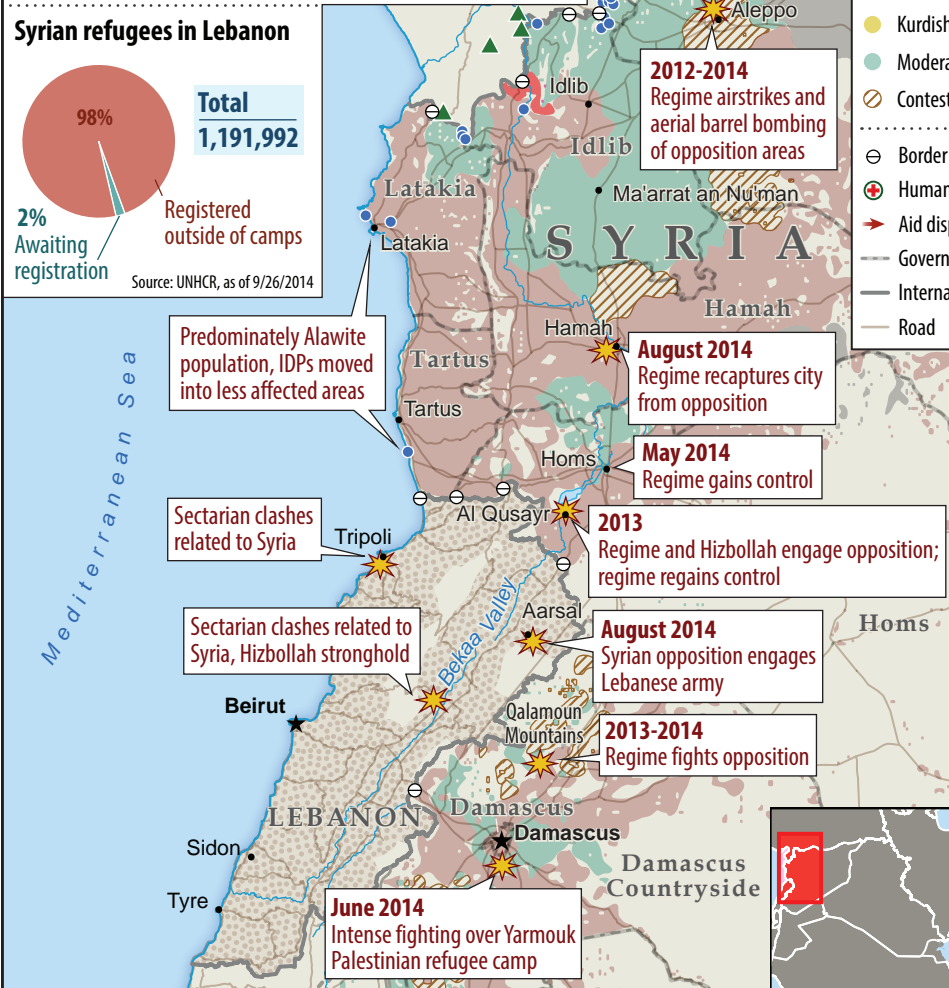 Syrian refugees in Lebanon
98%
Total
1,191,992
2%
Awaiting
registration
Registered
outside of camps
Source: UNHCR, as of 9/26/2014
Aleppo
2012-2014
Regime airstrikes and
aerial barrel bombing
of opposition areas
Kurdish
Modera
Contest
Border
Human
Aid disp
Govern
Interna
Road
Idlib
Idlib
Latakia
Ma'arrat an Nu'man
Latakia
SYRIA
Hamah
Hamah
Predominately Alawite
population, IDPs moved
into less affected areas
Tartus
August 2014
Regime recaptures city
from opposition
Tartus
Mediterranean Sea
Homs
May 2014
Regime gains control
Al Qusayr
Sectarian clashes
related to Syria
Tripoli
2013
Regime and Hizbollah engage opposition;
regime regains control
Sectarian clashes related to
Syria, Hizbollah stronghold
Bekaa Valley
Aarsal
August 2014
Syrian opposition engages
Lebanese army
Homs
Beirut
Qalamoun
Mountains
2013-2014
Regime fights opposition
LEBANON
Damascus
Damascus
Sidon
Damascus
Countryside
Tyre
June 2014
Intense fighting over Yarmouk
Palestinian refugee camp